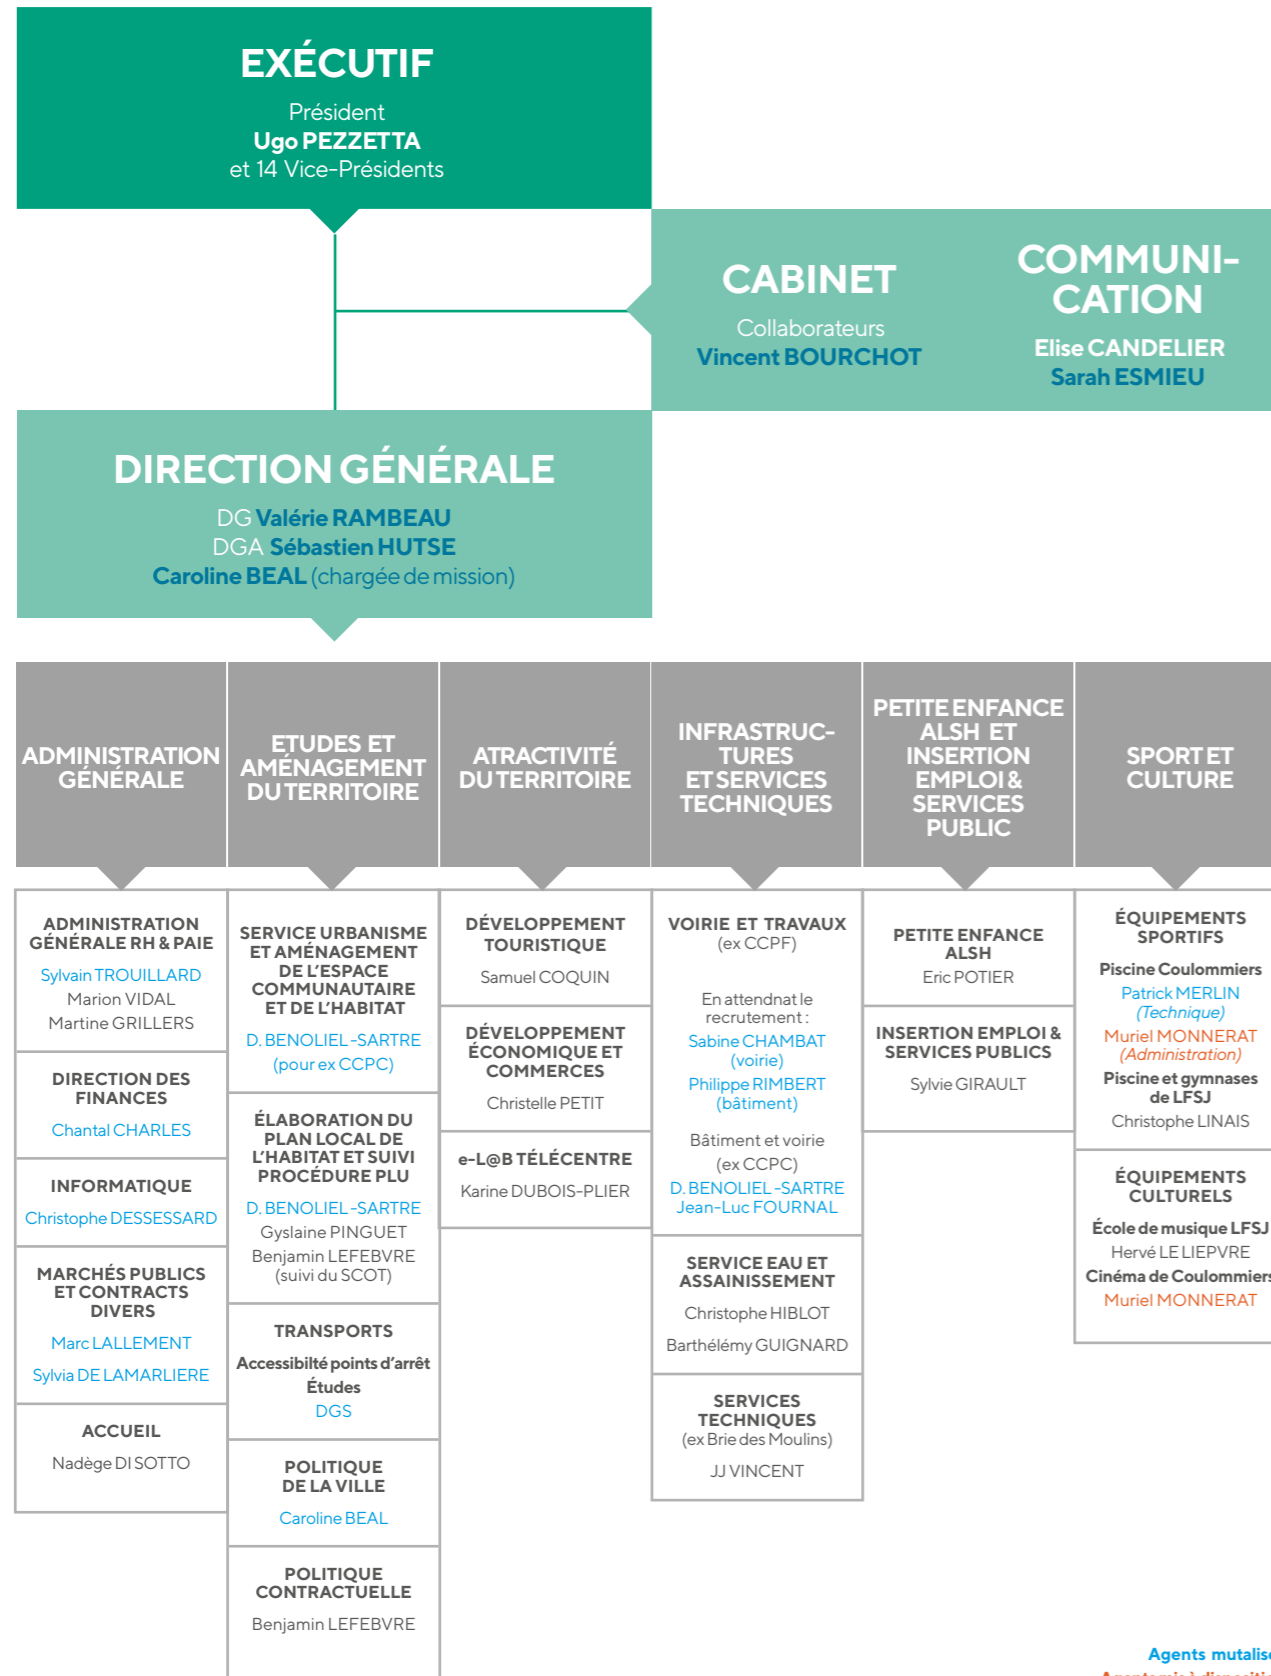 EXÉCUTIF
Président
Ugo PEZZETTA
et 14 Vice-Présidents
CABINET
Collaborateurs
Vincent BOURCHOT
COMMUNI-
CATION
Elise CANDELIER
Sarah ESMIEU
DIRECTION GÉNÉRALE
DG Valérie RAMBEAU
DGA Sébastien HUTSE
Caroline BEAL (chargée de mission)
ADMINISTRATION
GÉNÉRALE
ETUDES ET
AMÉNAGEMENT
DU TERRITOIRE
ATRACTIVITÉ
DU TERRITOIRE
INFRASTRUC-
TURES
ET SERVICES
TECHNIQUES
PETITE ENFANCE
ALSH ET
INSERTION
EMPLOI &
SERVICES
PUBLIC
SPORT ET
CULTURE
ADMINISTRATION
GÉNÉRALE RH & PAIE
Sylvain TROUILLARD
Marion VIDAL
Martine GRILLERS
DIRECTION DES
FINANCES
Chantal CHARLES
INFORMATIQUE
Christophe DESSESSARD
MARCHÉS PUBLICS
ET CONTRACTS
DIVERS
Marc LALLEMENT
Sylvia DE LAMARLIERE
ACCUEIL
Nadège DI SOTTO
SERVICE URBANISME
ET AMÉNAGEMENT
DE L'ESPACE
COMMUNAUTAIRE
ET DE L'HABITAT
D. BENOLIEL-SARTRE
(pour ex CCPC)
ÉLABORATION DU
PLAN LOCAL DE
L'HABITAT ET SUIVI
PROCÉDURE PLU
D. BENOLIEL-SARTRE
Gyslaine PINGUET
Benjamin LEFEBVRE
(suivi du SCOT)
TRANSPORTS
Accessibilté points d'arrêt
Études
DGS
POLITIQUE
DE LA VILLE
Caroline BEAL
POLITIQUE
CONTRACTUELLE
Benjamin LEFEBVRE
DÉVELOPPEMENT
TOURISTIQUE
Samuel COQUIN
DÉVELOPPEMENT
ÉCONOMIQUE ET
COMMERCES
Christelle PETIT
e-L@B TÉLÉCENTRE
Karine DUBOIS-PLIER
VOIRIE ET TRAVAUX
(ex CCPF)
En attendnat le
recrutement :
Sabine CHAMBAT
(voirie)
Philippe RIMBERT
(bâtiment)
Bâtiment et voirie
(ex CCPC)
D. BENOLIEL-SARTRE
Jean-Luc FOURNAL
SERVICE EAU ET
ASSAINISSEMENT
Christophe HIBLOT
Barthélémy GUIGNARD
SERVICES
TECHNIQUES
(ex Brie des Moulins)
JJ VINCENT
PETITE ENFANCE
ALSH
Eric POTIER
INSERTION EMPLOI &
SERVICES PUBLICS
Sylvie GIRAULT
ÉQUIPEMENTS
SPORTIFS
Piscine Coulommiers
Patrick MERLIN
(Technique)
Muriel MONNERAT
(Administration)
Piscine et gymnases
de LFSJ
Christophe LINAIS
ÉQUIPEMENTS
CULTURELS
École de musique LFSJ
Hervé LE LIEPVRE
Cinéma de Coulommiers
Muriel MONNERAT
Agents mutalisé